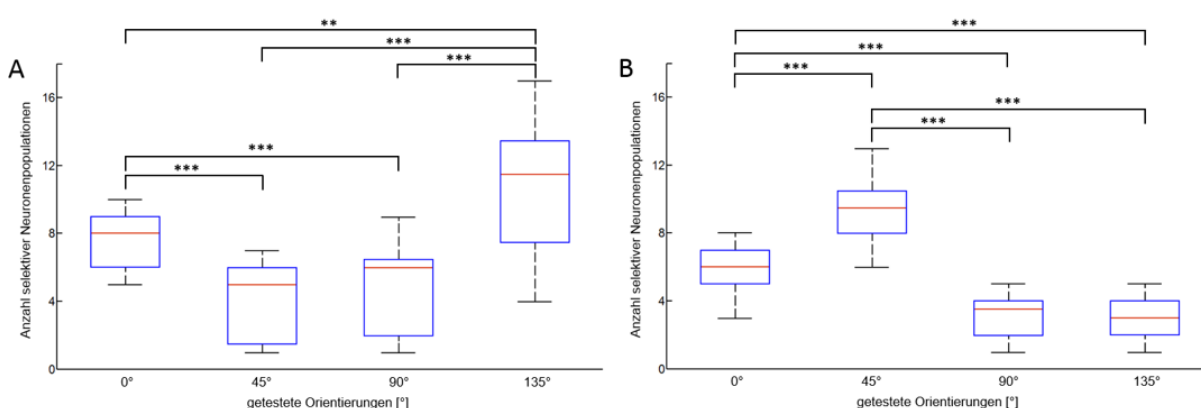 A
**
***
***
***
***
Anzahl selektiver Neuronenpopulationen
16
12
8
4
0
0° 45° 90° 135°
getestete Orientierungen [°]
B
***
***
***
***
***
Anzahl selektiver Neuronenpopulationen
16
12
8
4
0
0° 45° 90° 135°
getestete Orientierungen [°]